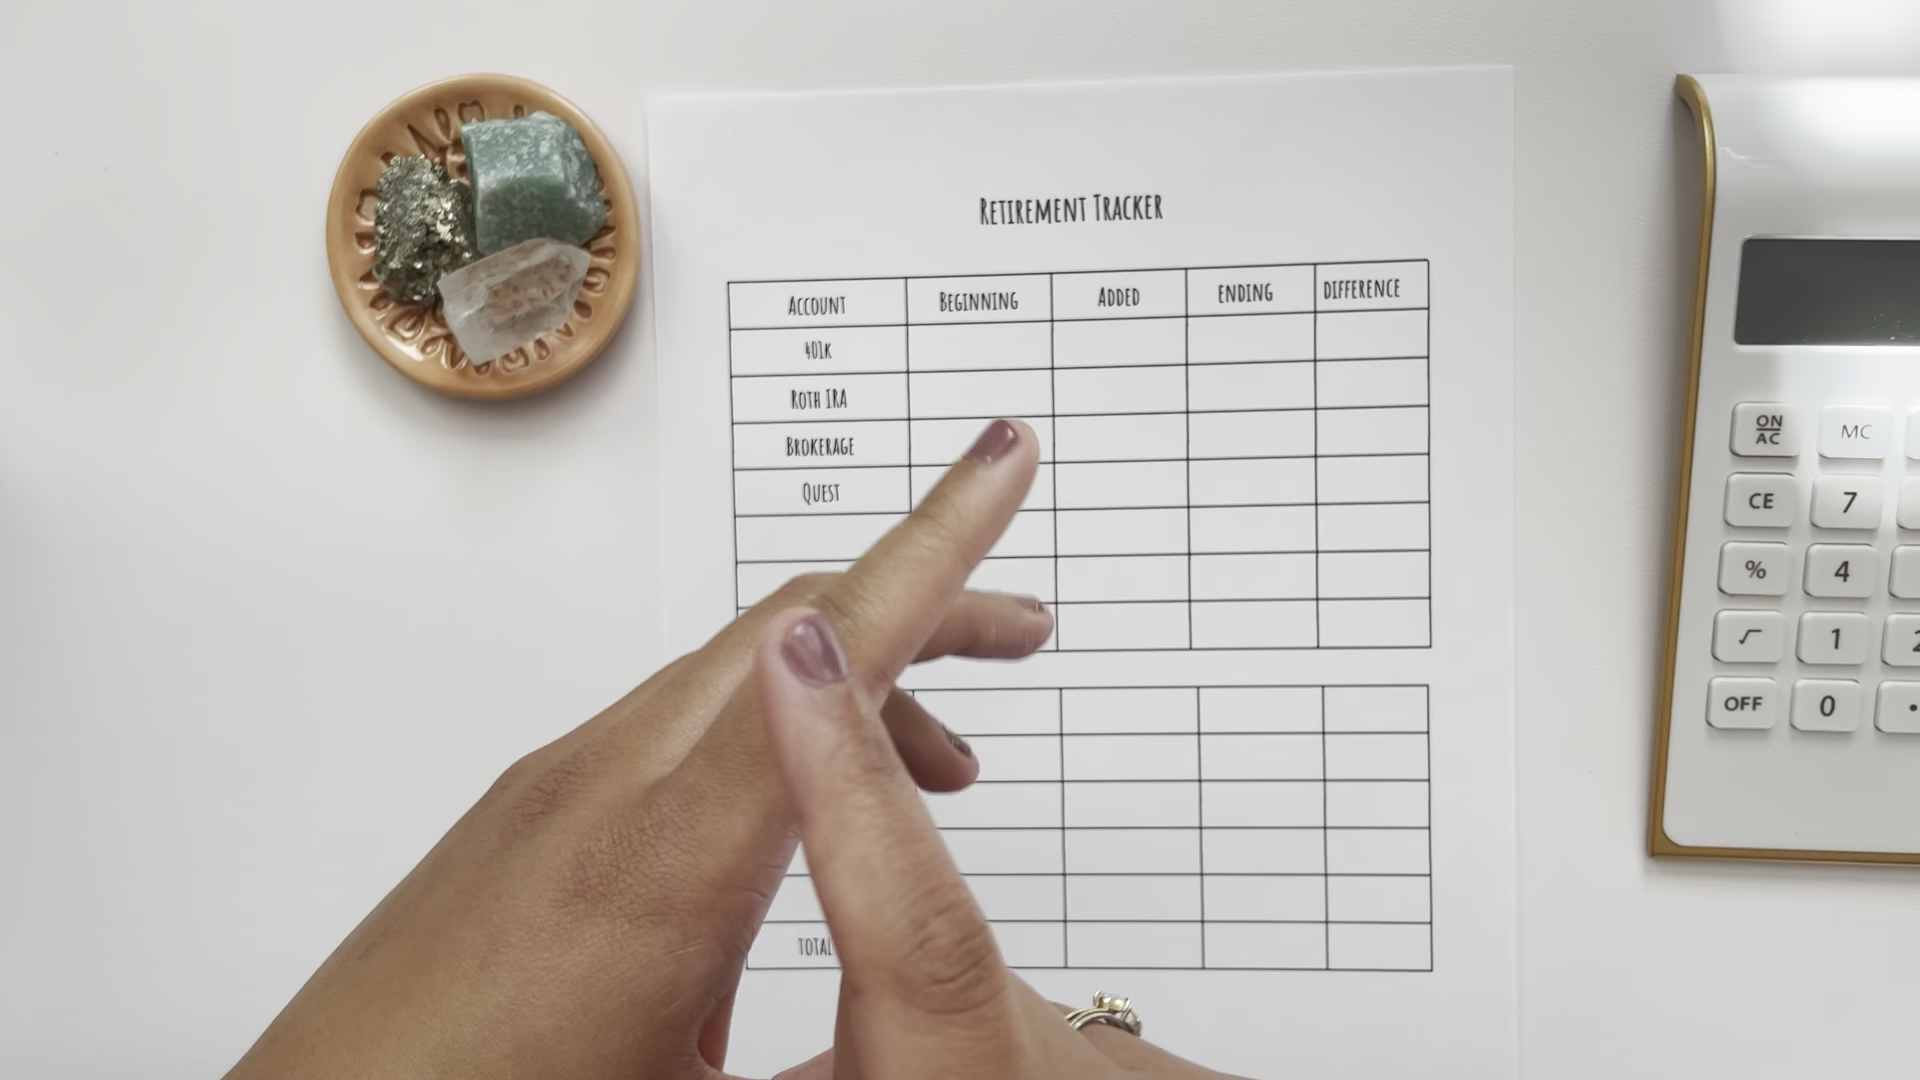 Retirement Tracker
Account Beginning Added Ending Difference
401k
Roth IRA
Brokerage
Quest
Total
ON
AC MC
CE 7
% 4
√ 1 2
OFF 0 •